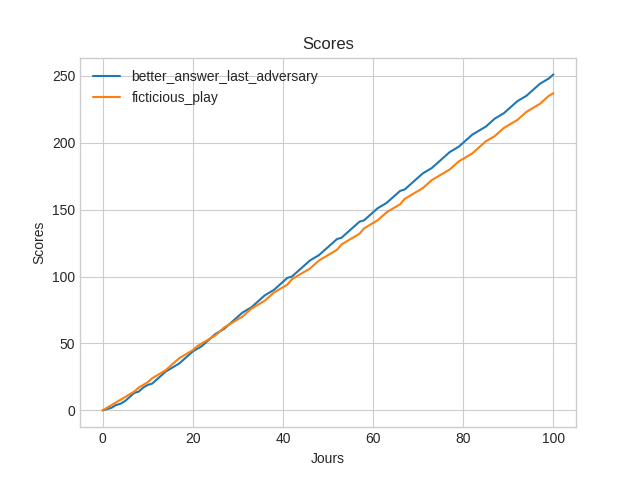 Scores
better_answer_last_adversary
ficticious_play
Scores
250
200
150
100
50
0
0 20 40 60 80 100
Jours